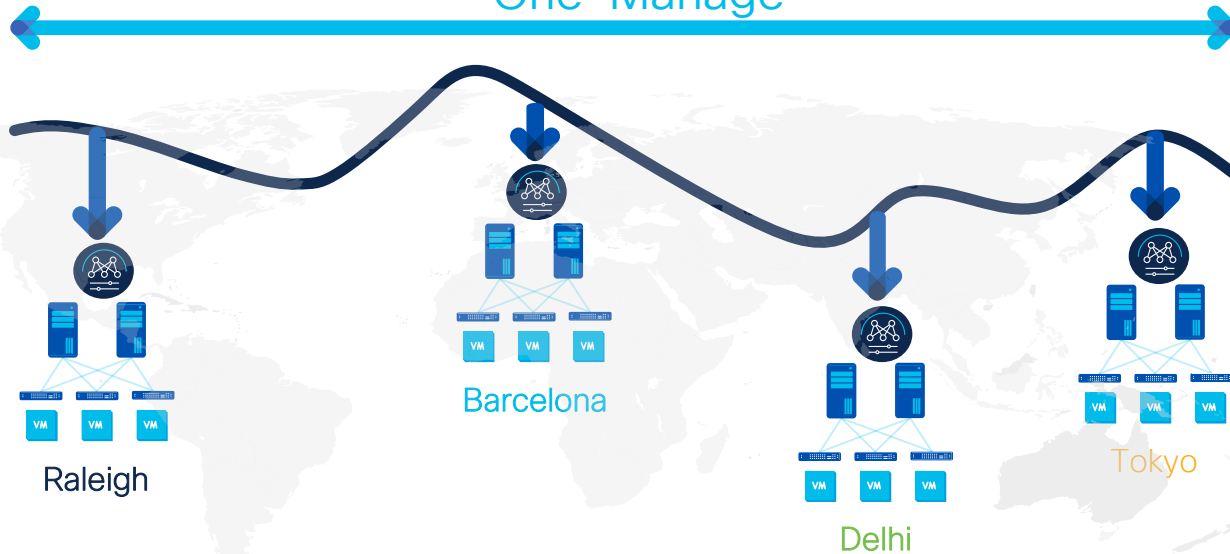 One Manage
VM VM VM
Barcelona
VM VM VM
Tokyo
VM VM VM
Raleigh
VM VM VM
Delhi